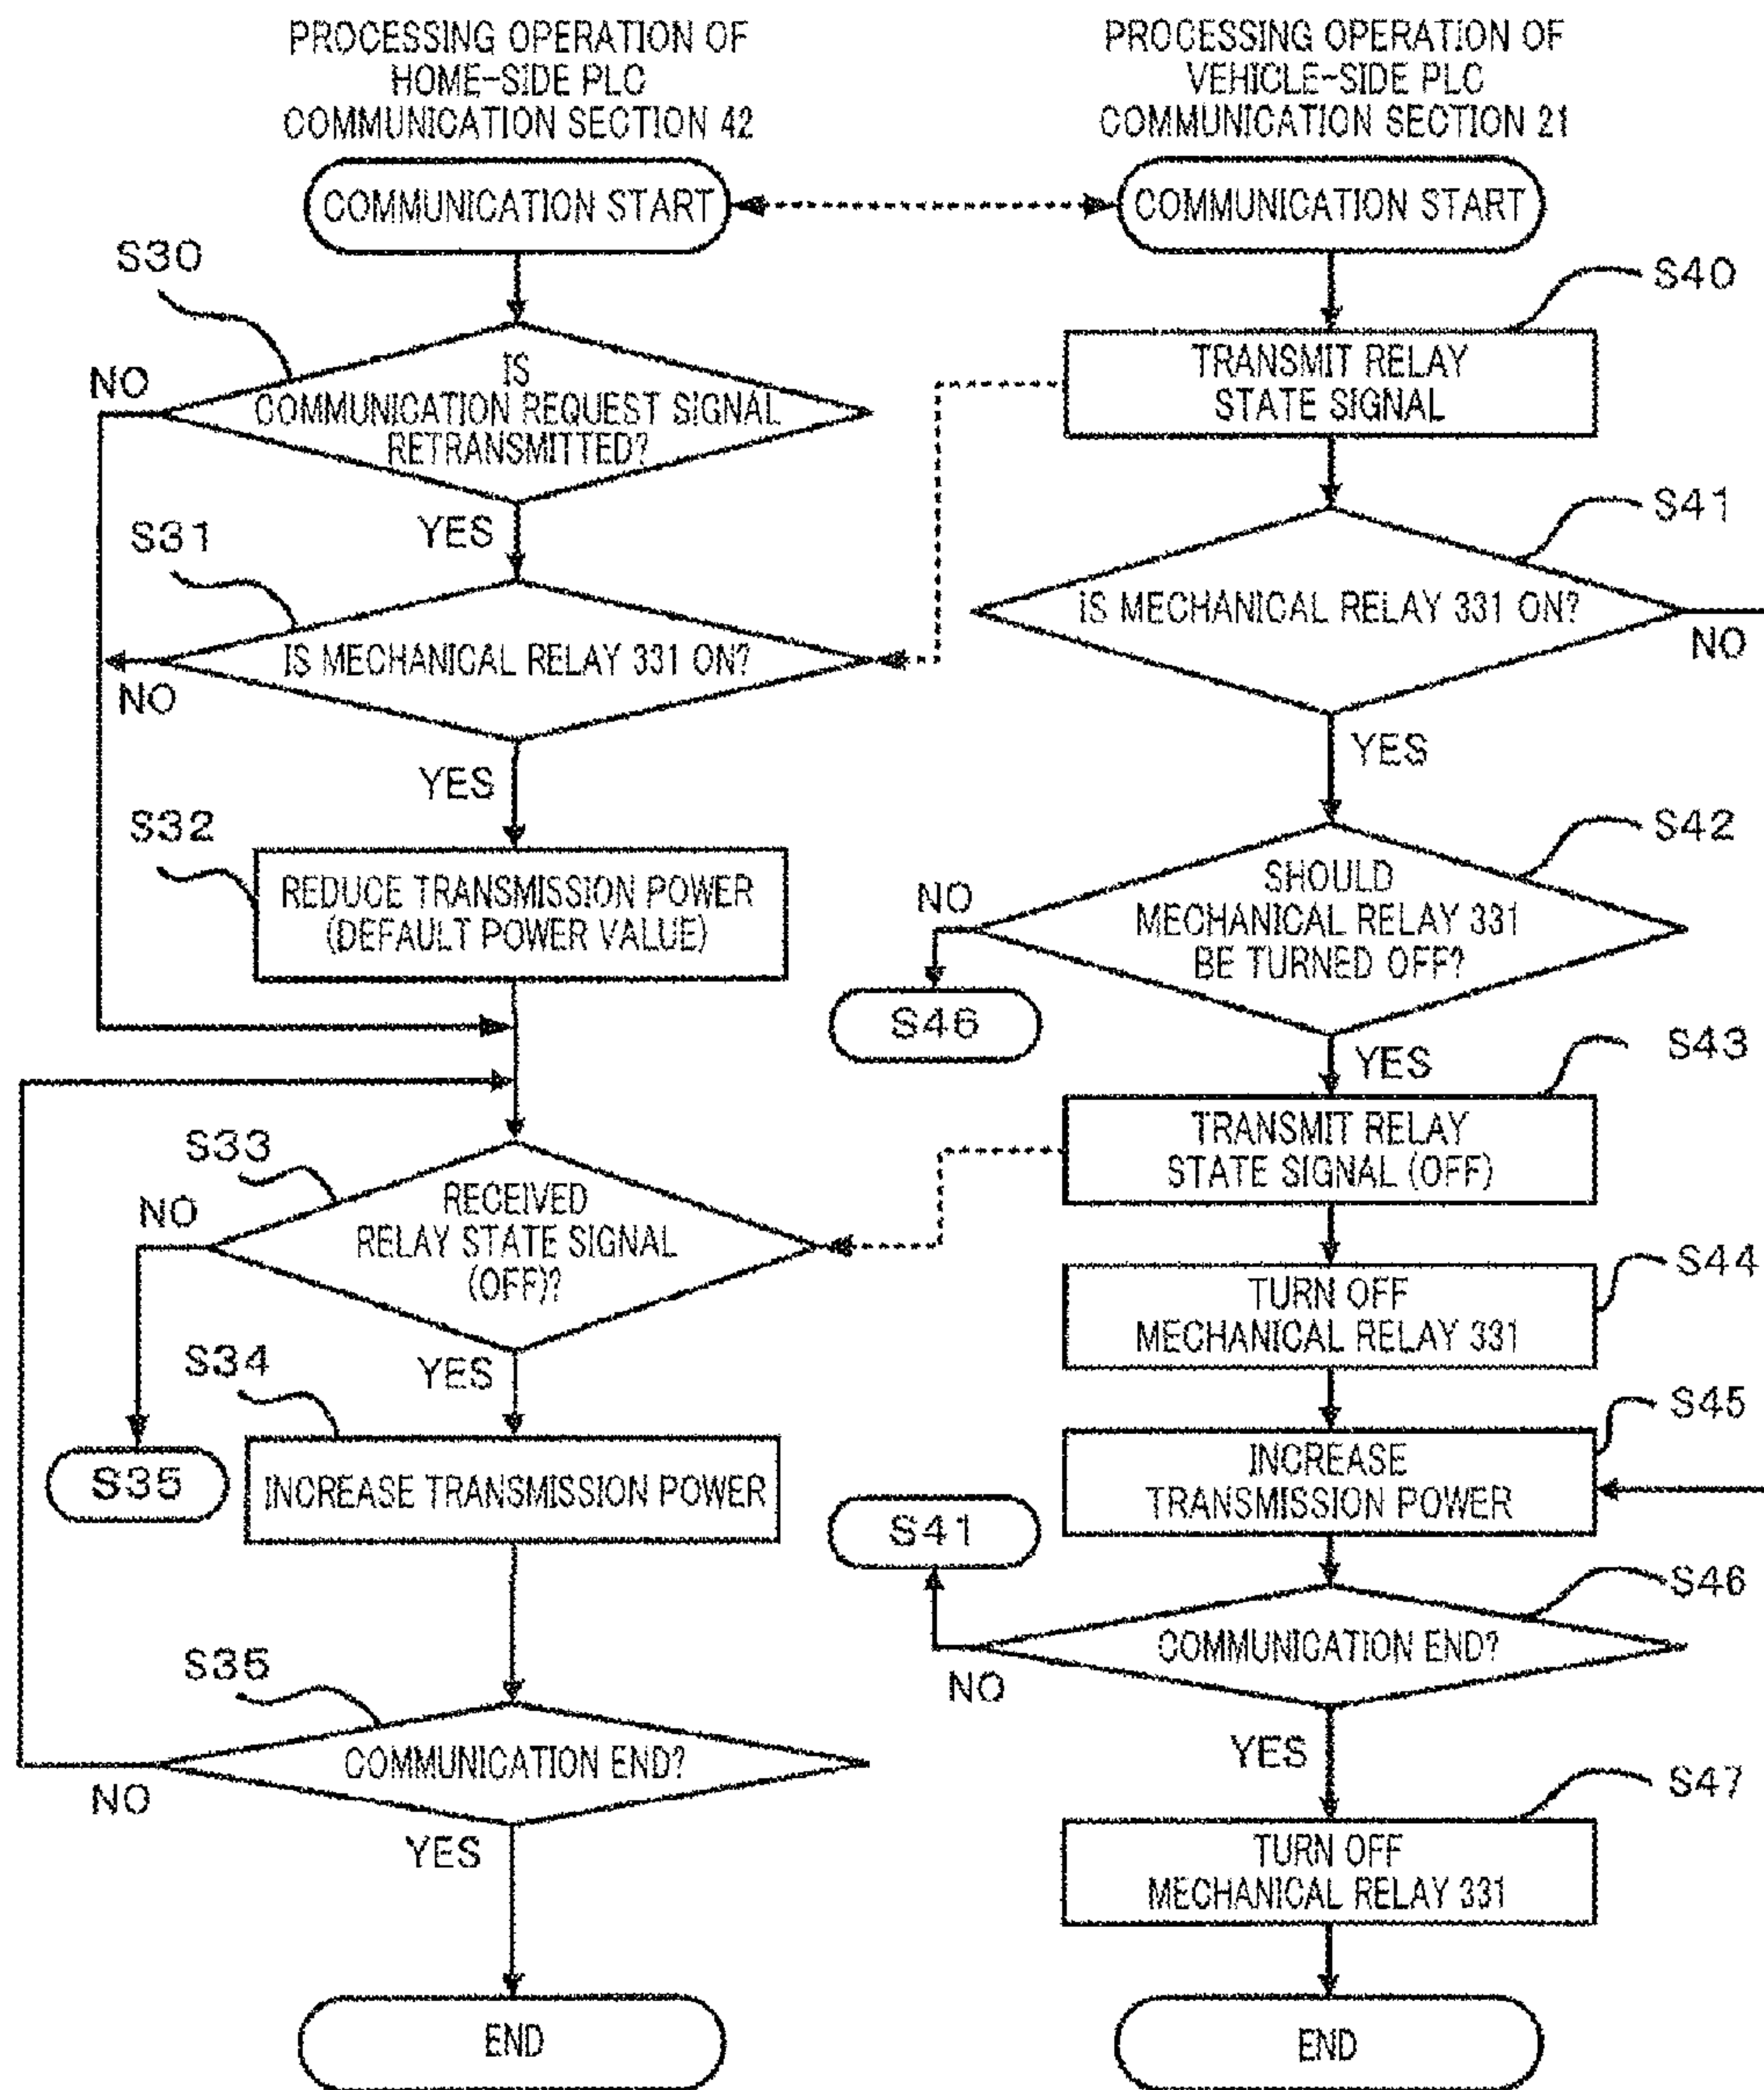 PROCESSING OPERATION OF
HOME-SIDE PLC
COMMUNICATION SECTION 42
COMMUNICATION START
S30
IS
COMMUNICATION REQUEST SIGNAL
RETRANSMITTED?
NO
YES
S31
IS MECHANICAL RELAY 331 ON?
NO
YES
S32
REDUCE TRANSMISSION POWER
(DEFAULT POWER VALUE)
S33
RECEIVED
RELAY STATE SIGNAL
(OFF)?
NO
YES
S35
S34
INCREASE TRANSMISSION POWER
S35
COMMUNICATION END?
NO
YES
END
PROCESSING OPERATION OF
VEHICLE-SIDE PLC
COMMUNICATION SECTION 21
COMMUNICATION START
S40
TRANSMIT RELAY
STATE SIGNAL
S41
IS MECHANICAL RELAY 331 ON?
NO
YES
S42
SHOULD
MECHANICAL RELAY 331
BE TURNED OFF?
NO
S46
YES
S43
TRANSMIT RELAY
STATE SIGNAL (OFF)
S44
TURN OFF
MECHANICAL RELAY 331
S45
INCREASE
TRANSMISSION POWER
S41
S46
COMMUNICATION END?
NO
YES
S47
TURN OFF
MECHANICAL RELAY 331
END